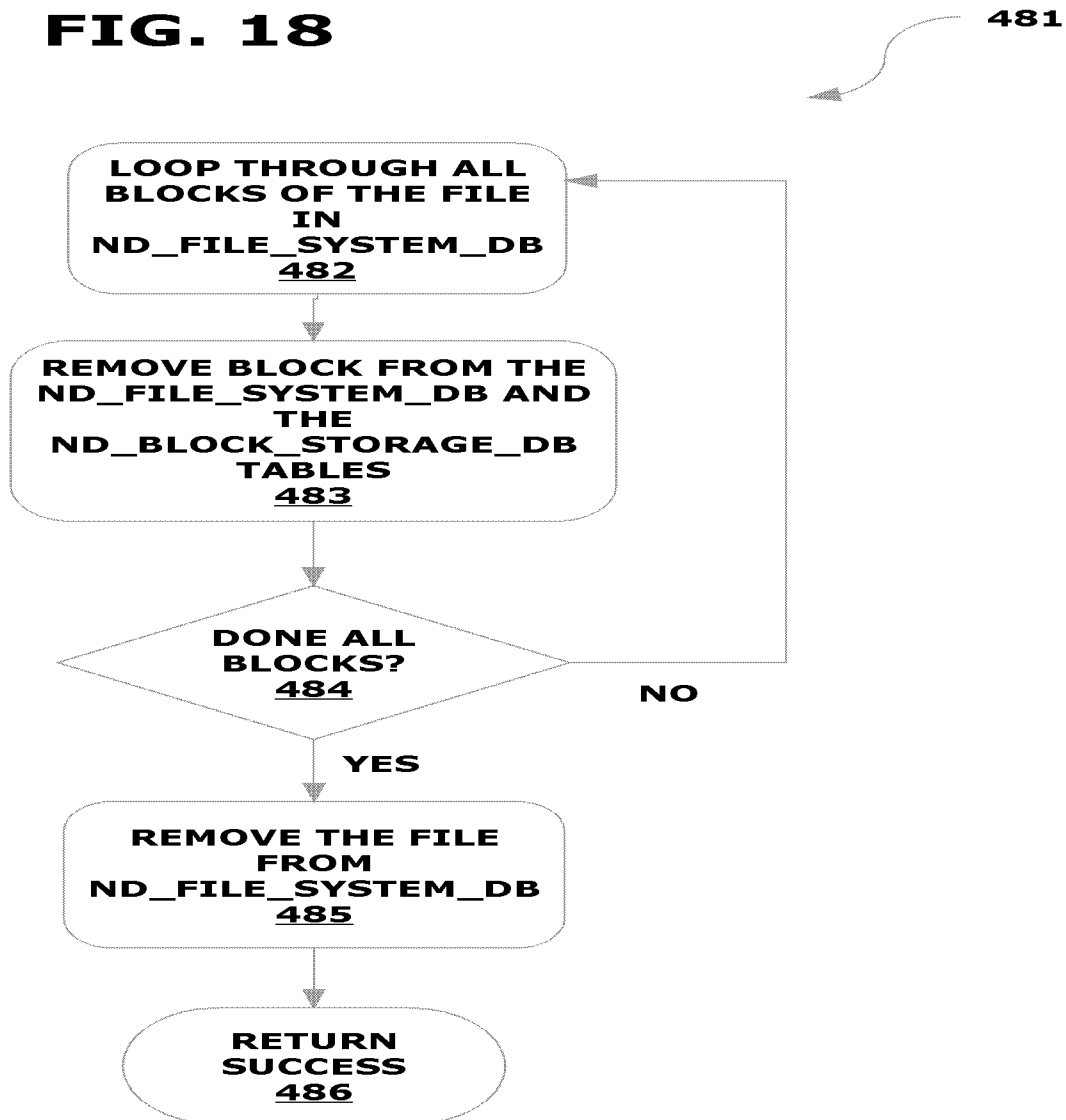 FIG. 18
481
LOOP THROUGH ALL
BLOCKS OF THE FILE
IN
ND_FILE_SYSTEM_DB
482
REMOVE BLOCK FROM THE
ND_FILE_SYSTEM_DB AND
THE
ND_BLOCK_STORAGE_DB
TABLES
483
DONE ALL
BLOCKS?
484
NO
YES
REMOVE THE FILE
FROM
ND_FILE_SYSTEM_DB
485
RETURN
SUCCESS
486